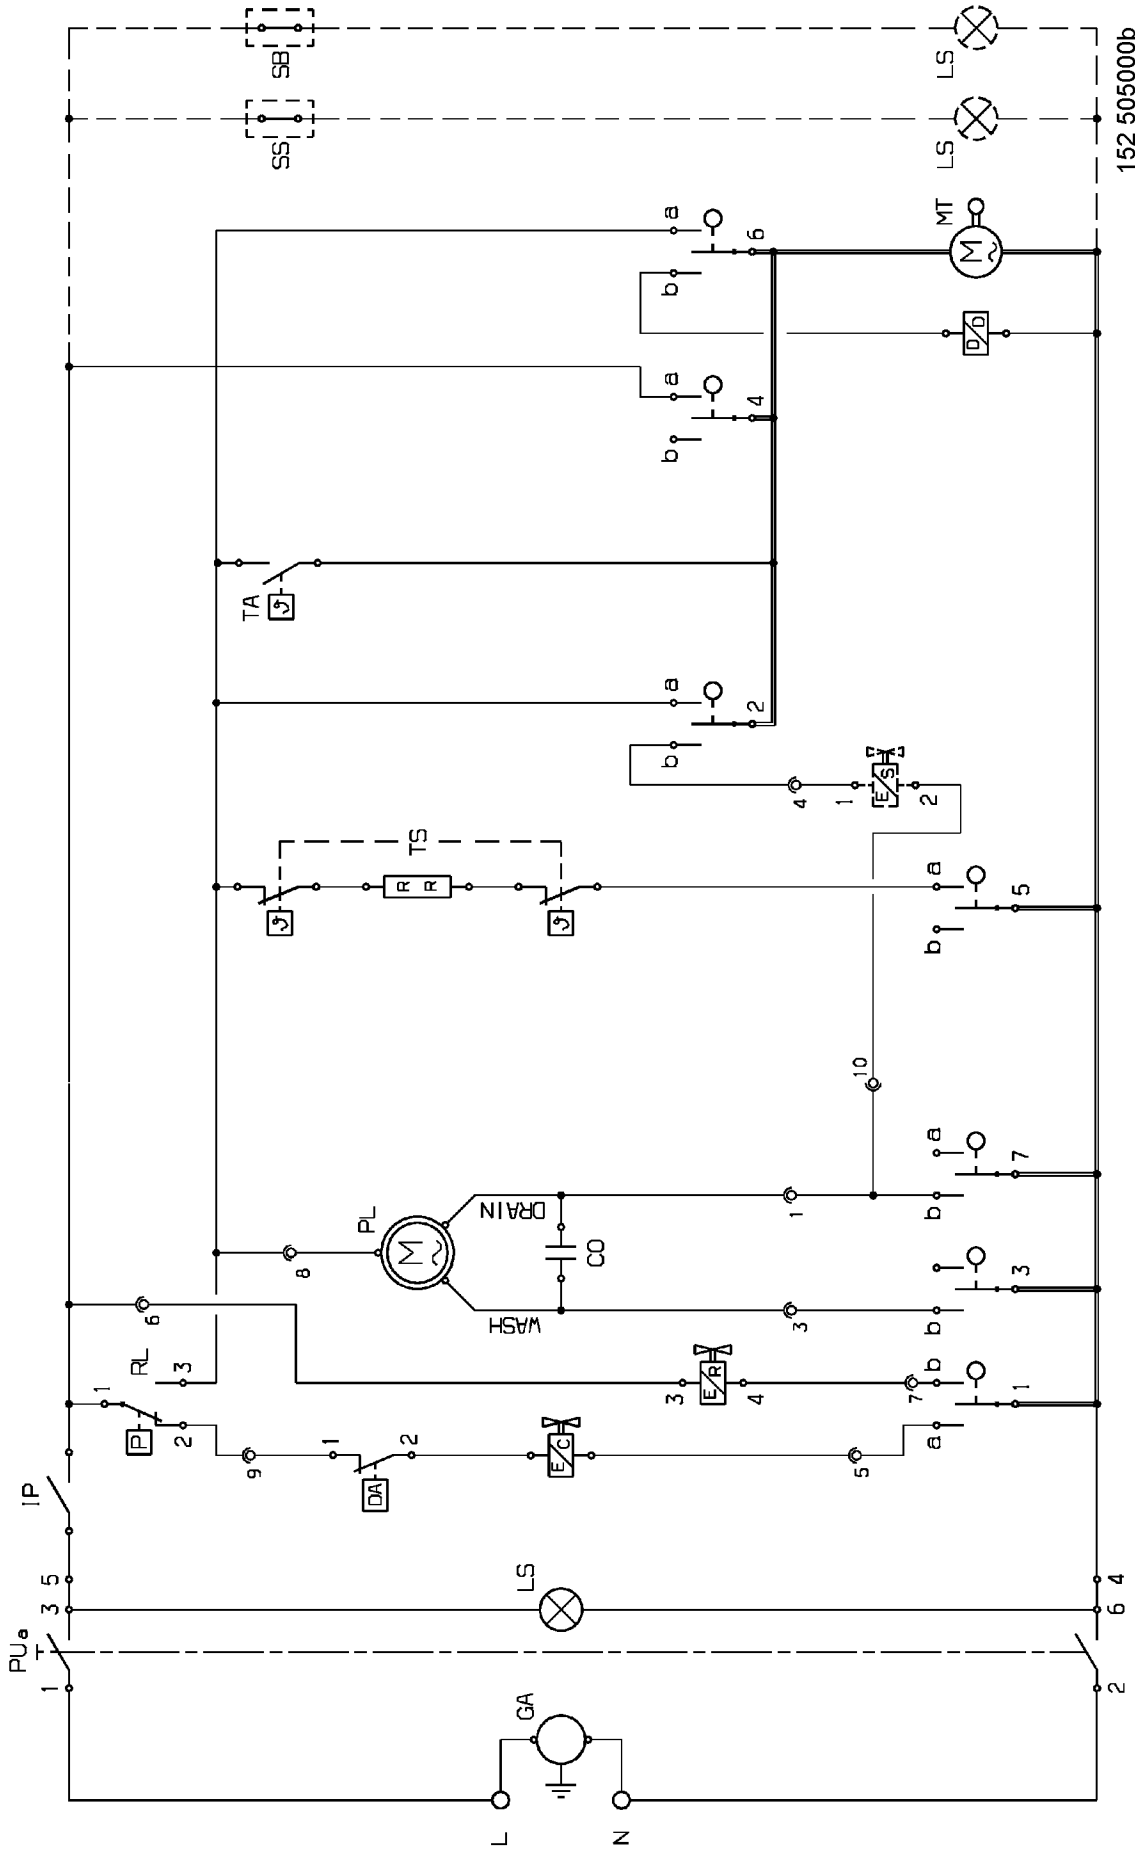 PUa
IP
1
3
5
1
P
RL
6
2
3
9
TA
SS
SB
8
1
DA
2
PL
M
WASH
DRAIN
R R
TS
L
GA
LS
E/C
CO
N
3
E/R
4
b
a
2
b
a
4
b
a
6
5
3
1
4
1
E/S
2
10
7
a
b
1
b
3
b
a
7
b
a
5
D/D
M
MT
LS
LS
2
6
4
152 505000b